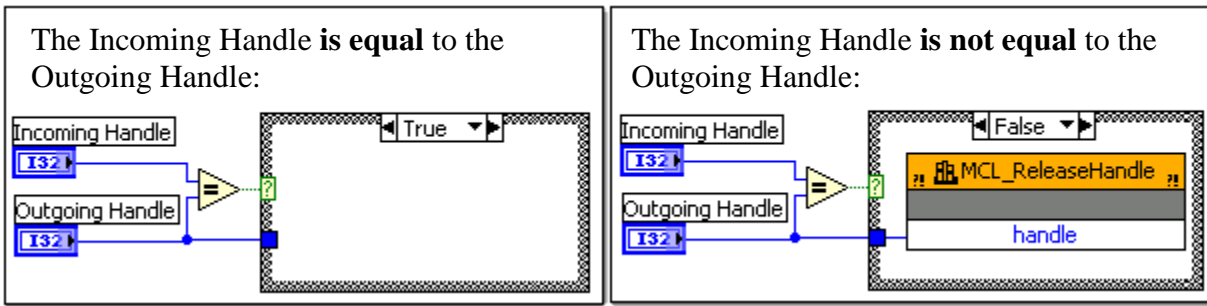 The Incoming Handle is equal to the
Outgoing Handle:
Incoming Handle
I32
Outgoing Handle
I32
=
?
True
The Incoming Handle is not equal to the
Outgoing Handle:
Incoming Handle
I32
Outgoing Handle
I32
=
?
False
?! MCL_ReleaseHandle ?!
handle